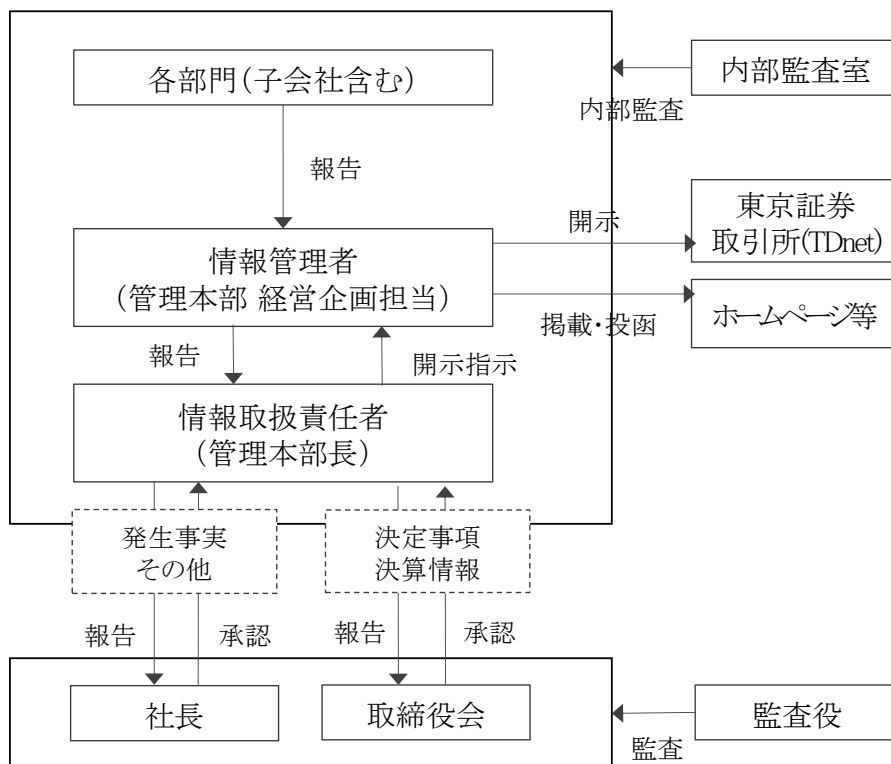 各部門(子会社含む)
内部監査室
内部監査
報告
東京証券
取引所(TDnet)
開示
情報管理者
(管理本部 経営企画担当)
ホームページ等
掲載・投函
報告
開示指示
情報取扱責任者
(管理本部長)
発生事実
その他
決定事項
決算情報
報告
承認
報告
承認
社長
取締役会
監査役
監査